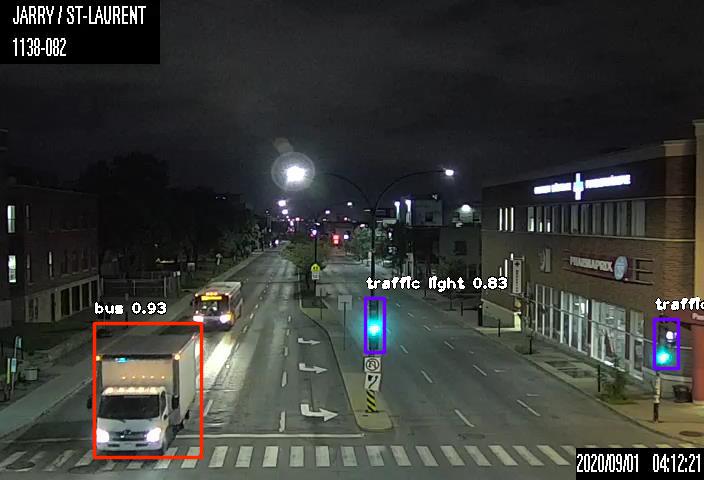 JARRY / ST-LAURENT
1138-082
traffic light 0.83
bus 0.93
traffic
PHARMAPRIX
2020/09/01 04:12:21